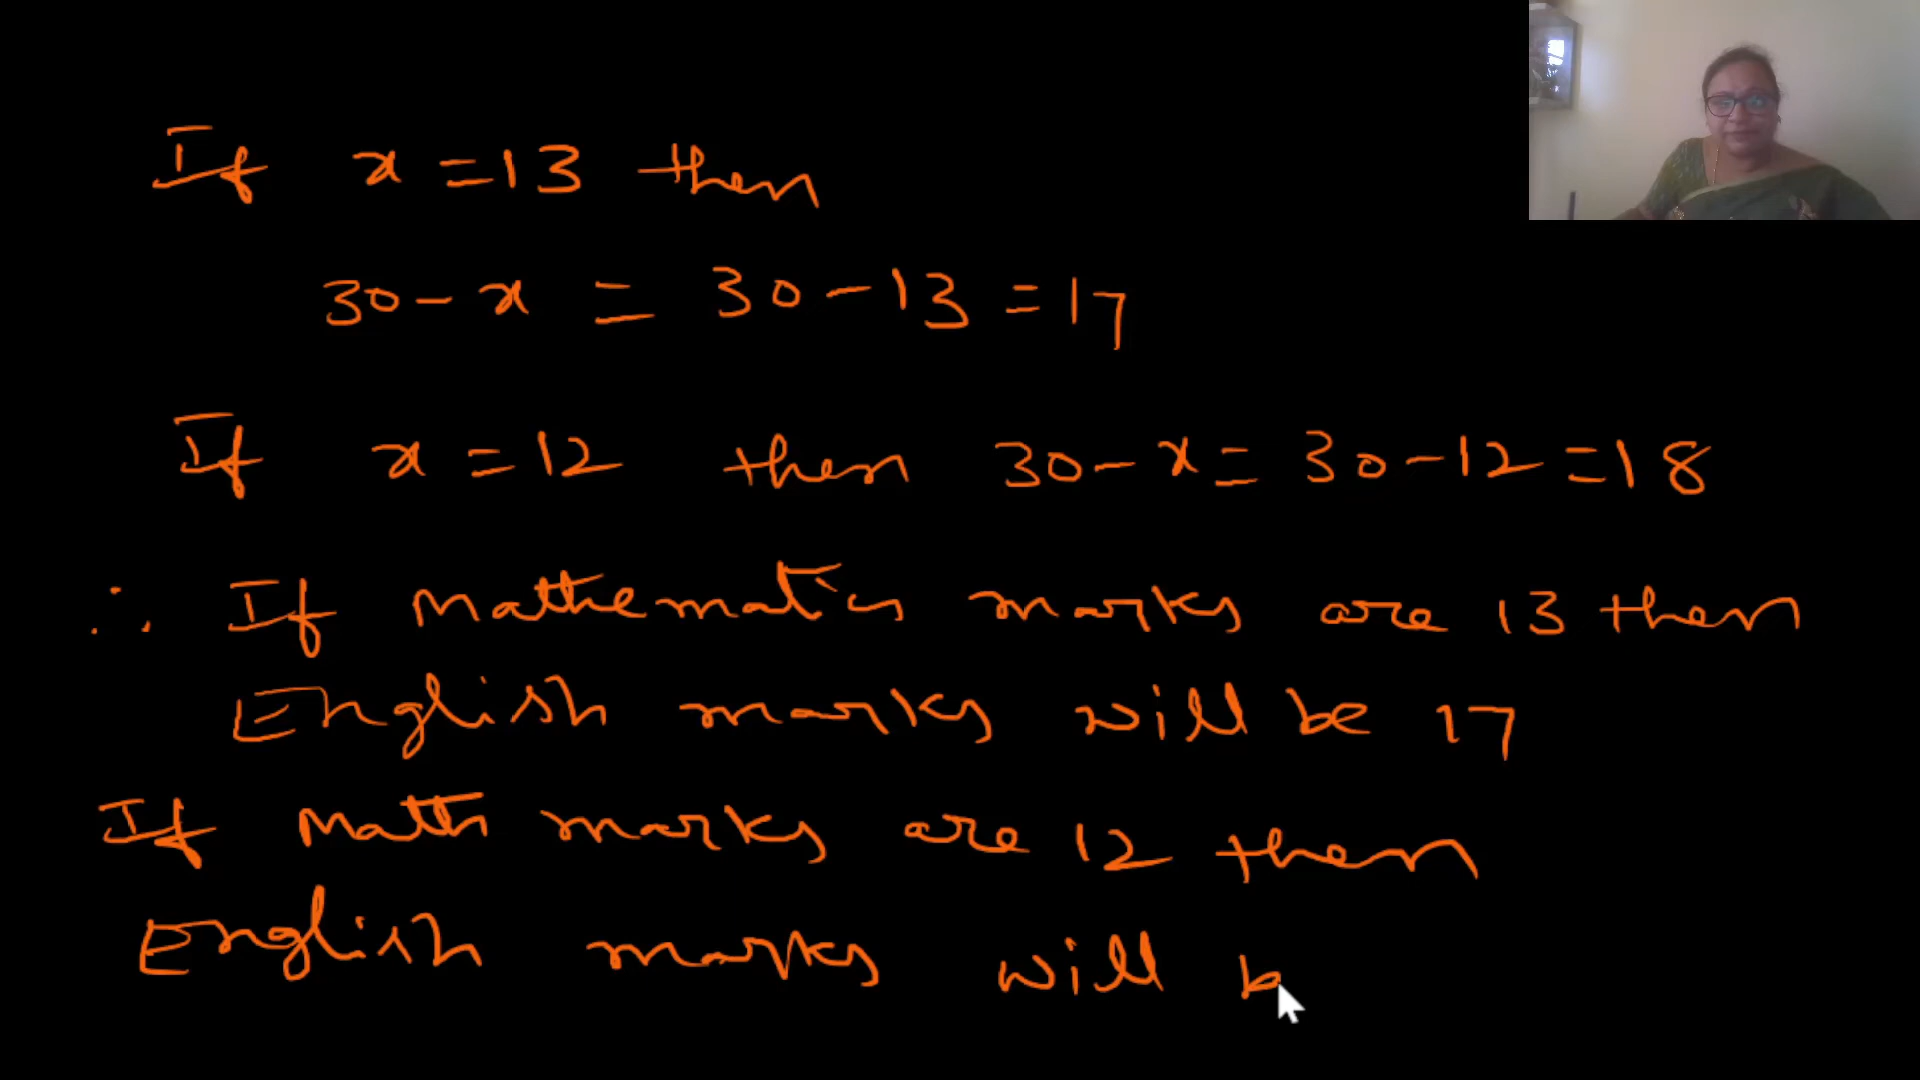 If x = 13 then
30 - x = 30 - 13 = 17
If x = 12 then 30 - x = 30 - 12 = 18
∴ If Mathematics marks are 13 then
English marks will be 17
If Math marks are 12 then
English marks will b